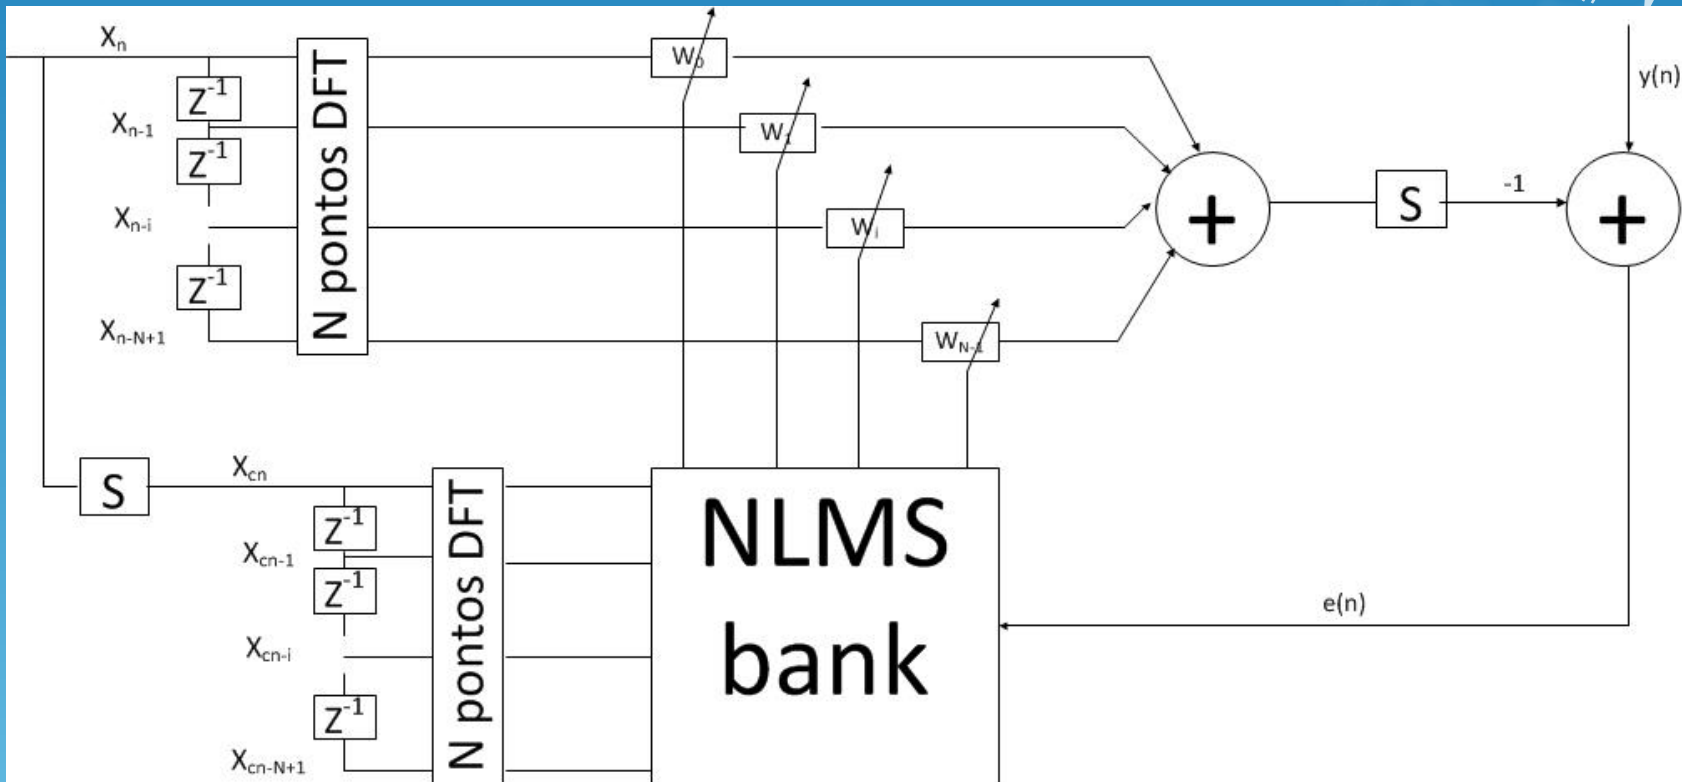 Xn
Z-1
Xn-1
Z-1
Xn-i
Z-1
Xn-N+1
N pontos DFT
W0
W1
Wi
WN-1
+
S
-1
y(n)
+
S
Xcn
Z-1
Xcn-1
Z-1
Xcn-i
Z-1
Xcn-N+1
N pontos DFT
NLMS
bank
e(n)